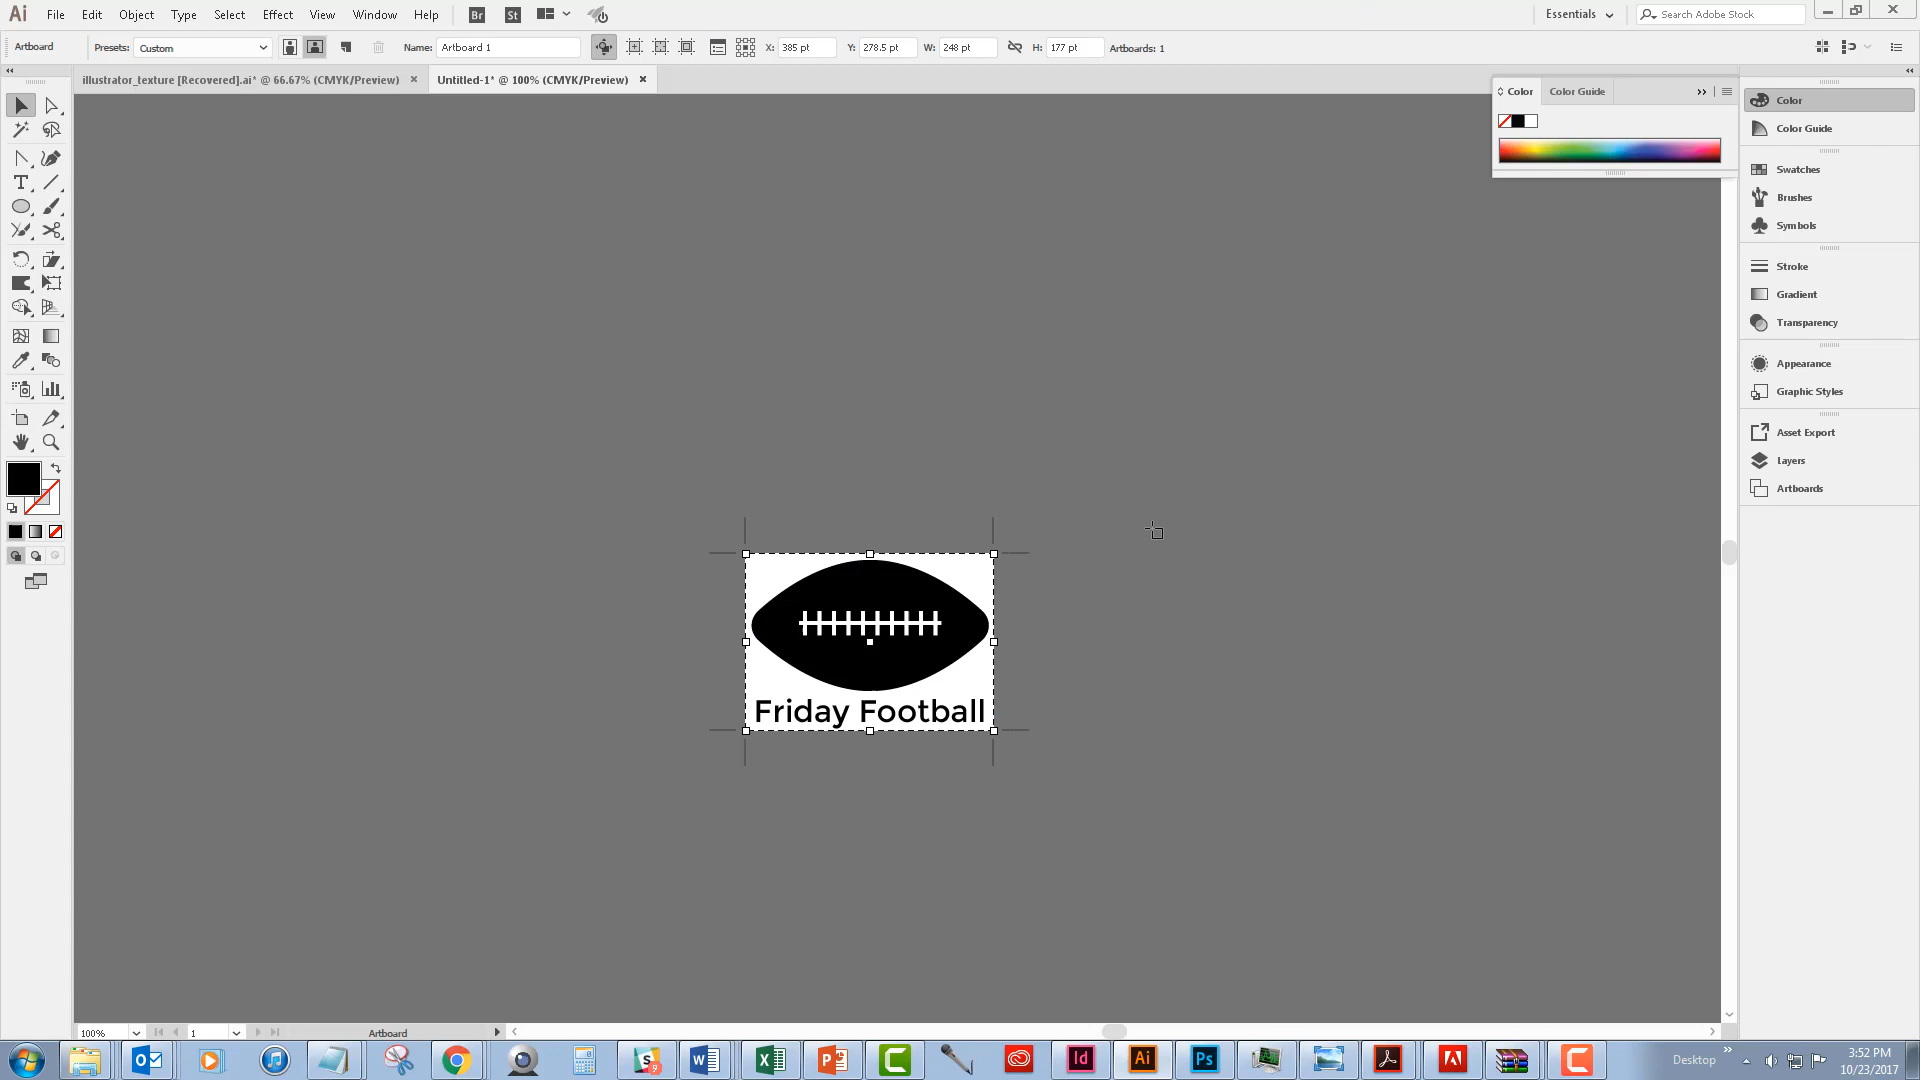 Ai File Edit Object Type Select Effect View Window Help Br St Essentials Search Adobe Stock
Artboard Presets: Custom Name: Artboard 1 X: 385 pt Y: 278.5 pt W: 248 pt H: 177 pt Artboards: 1
illustrator_texture [Recovered].ai* @ 66.67% (CMYK/Preview) × Untitled-1* @ 100% (CMYK/Preview) ×
Color Color Guide
Color
Color Guide
Swatches
Brushes
Symbols
Stroke
Gradient
Transparency
Appearance
Graphic Styles
Asset Export
Layers
Artboards
Friday Football
100% 1 Artboard
Desktop
3:52 PM
10/23/2017